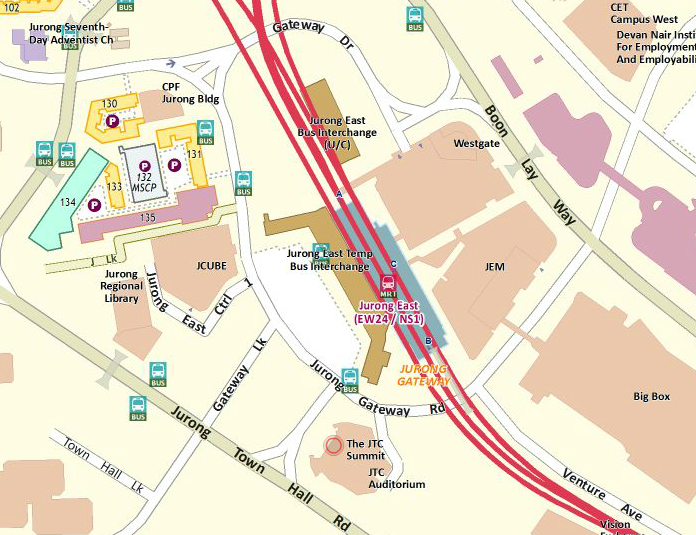 102
Jurong Seventh-
Day Adventist Ch
BUS
Gateway Dr
BUS
CET
Campus West
Devan Nair Insti
For Employment
And Employabili
CPF
Jurong Bldg
130
P
BUS
131
P
P
132
MSCP
133
P
134
135
BUS
BUS
BUS
Jurong East
Bus Interchange
(U/C)
Westgate
Boon Lay Way
A
J Lk
Jurong
Regional
Library
JCUBE
Jurong East Ctrl 1
Jurong East Temp
Bus Interchange
C
JEM
MRT
Jurong East
(EW24 / NS1)
B
JURONG
GATEWAY
Gateway Lk
Jurong Gateway Rd
BUS
BUS
BUS
Big Box
Jurong Town Hall Rd
Town Hall Lk
The JTC
Summit
JTC
Auditorium
Venture Ave
Vision